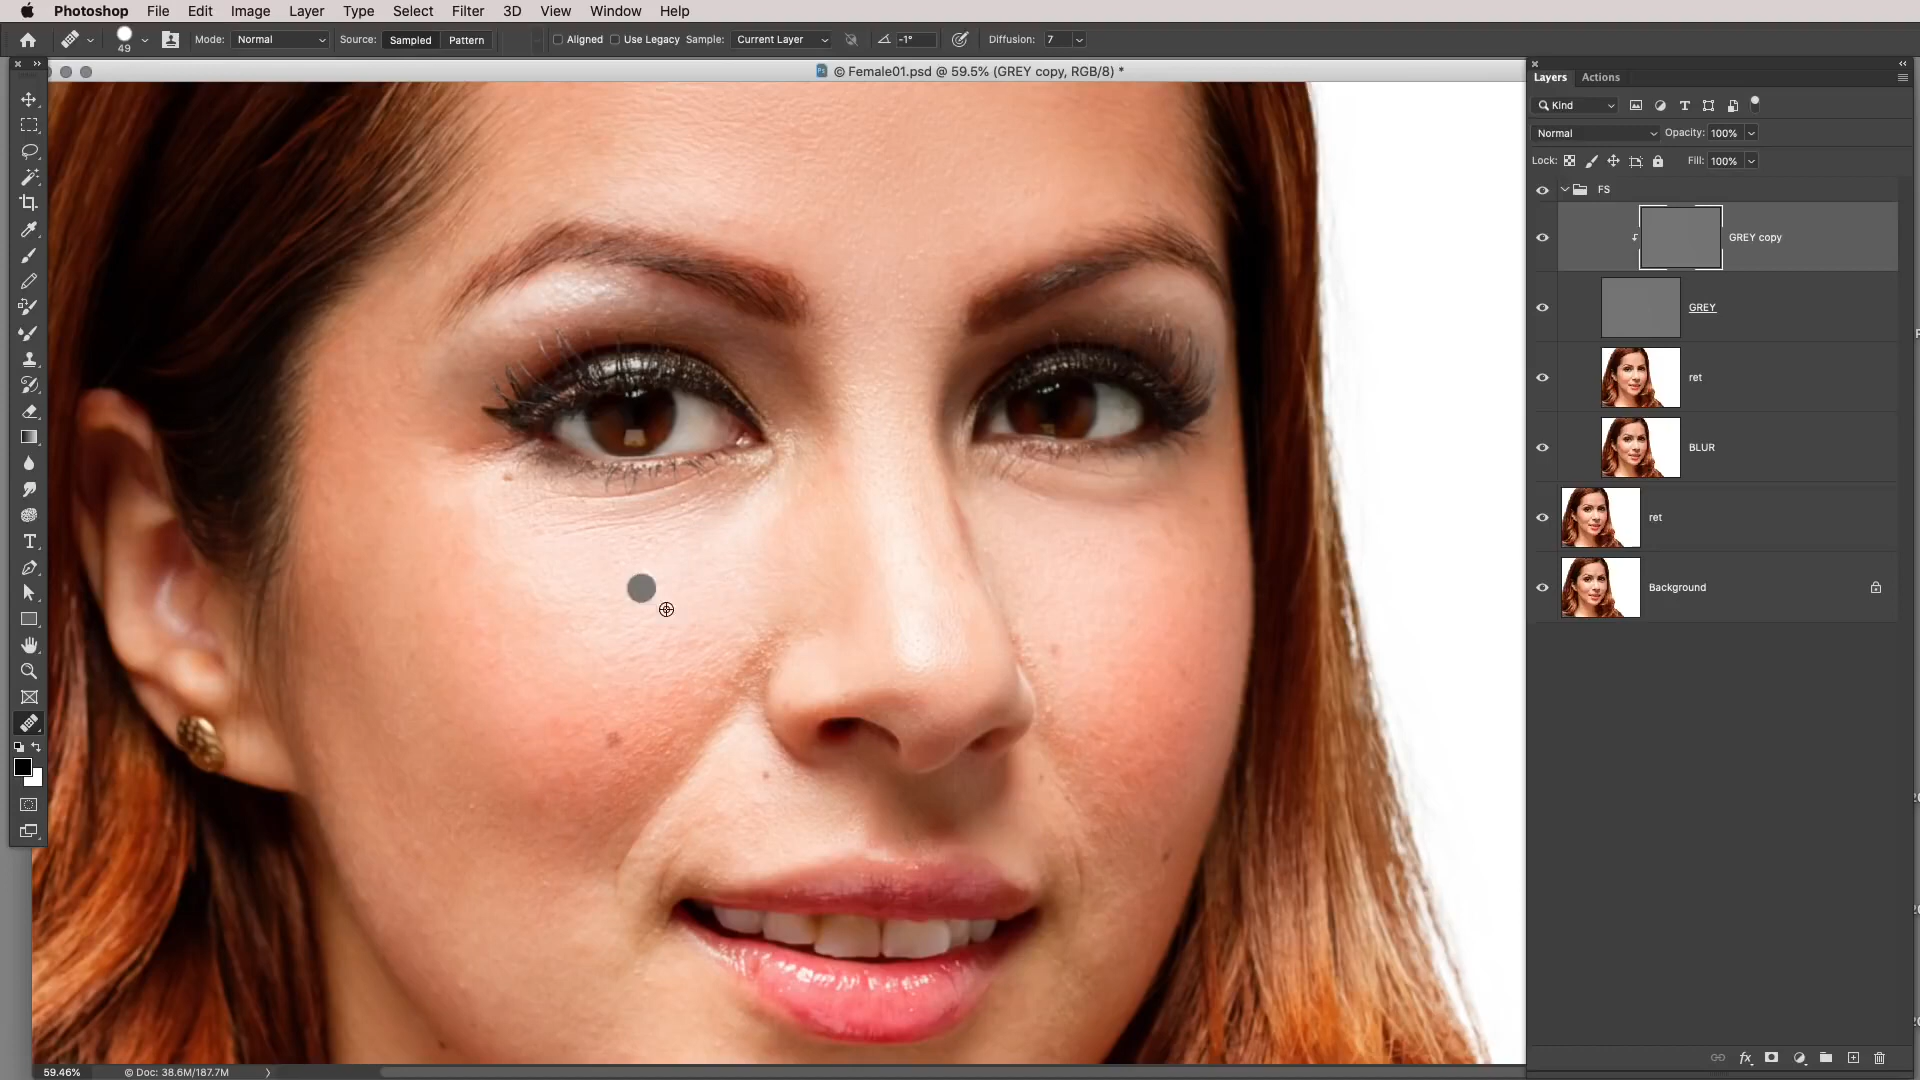 Photoshop File Edit Image Layer Type Select Filter 3D View Window Help
49 Mode: Normal Source: Sampled Pattern Aligned Use Legacy Sample: Current Layer -1° Diffusion: 7
© Female01.psd @ 59.5% (GREY copy, RGB/8) *
Layers Actions
Kind
Normal Opacity: 100%
Lock: Fill: 100%
FS
GREY copy
GREY
ret
BLUR
ret
Background
59.46% © Doc: 38.6M/187.7M